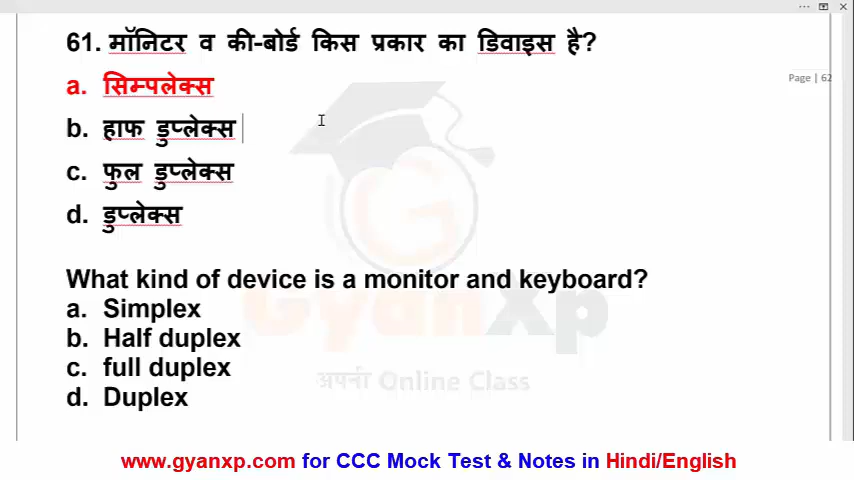 61. मॉनिटर व की-बोर्ड किस प्रकार का डिवाइस है?
Page | 62
a. सिम्पलेक्स
b. हाफ डुप्लेक्स
c. फुल डुप्लेक्स
d. डुप्लेक्स
What kind of device is a monitor and keyboard?
a. Simplex
b. Half duplex
c. full duplex
d. Duplex
GyanXp
अपनी Online Class
www.gyanxp.com for CCC Mock Test & Notes in Hindi/English